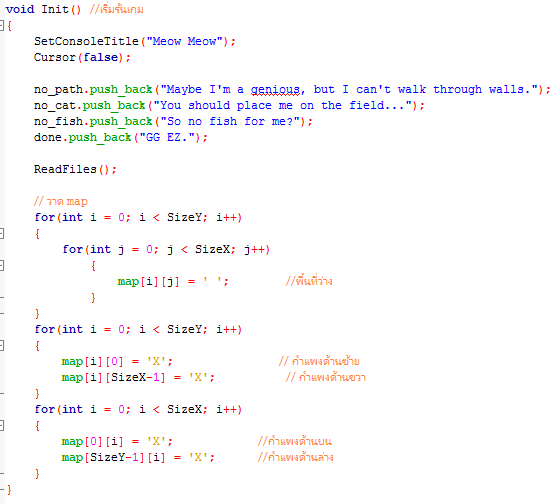 void Init() //เริ่มรันเกม
{
SetConsoleTitle("Meow Meow");
Cursor(false);
no_path.push_back("Maybe I'm a genious, but I can't walk through walls.");
no_cat.push_back("You should place me on the field...");
no_fish.push_back("So no fish for me?");
done.push_back("GG EZ.");
ReadFiles();
// วาด map
for(int i = 0; i < SizeY; i++)
{
for(int j = 0; j < SizeX; j++)
{
map[i][j] = ' '; //พื้นที่ว่าง
}
}
for(int i = 0; i < SizeY; i++)
{
map[i][0] = 'X'; // กำแพงด้านซ้าย
map[i][SizeX-1] = 'X'; // กำแพงด้านขวา
}
for(int i = 0; i < SizeX; i++)
{
map[0][i] = 'X'; //กำแพงด้านบน
map[SizeY-1][i] = 'X'; //กำแพงด้านล่าง
}
}